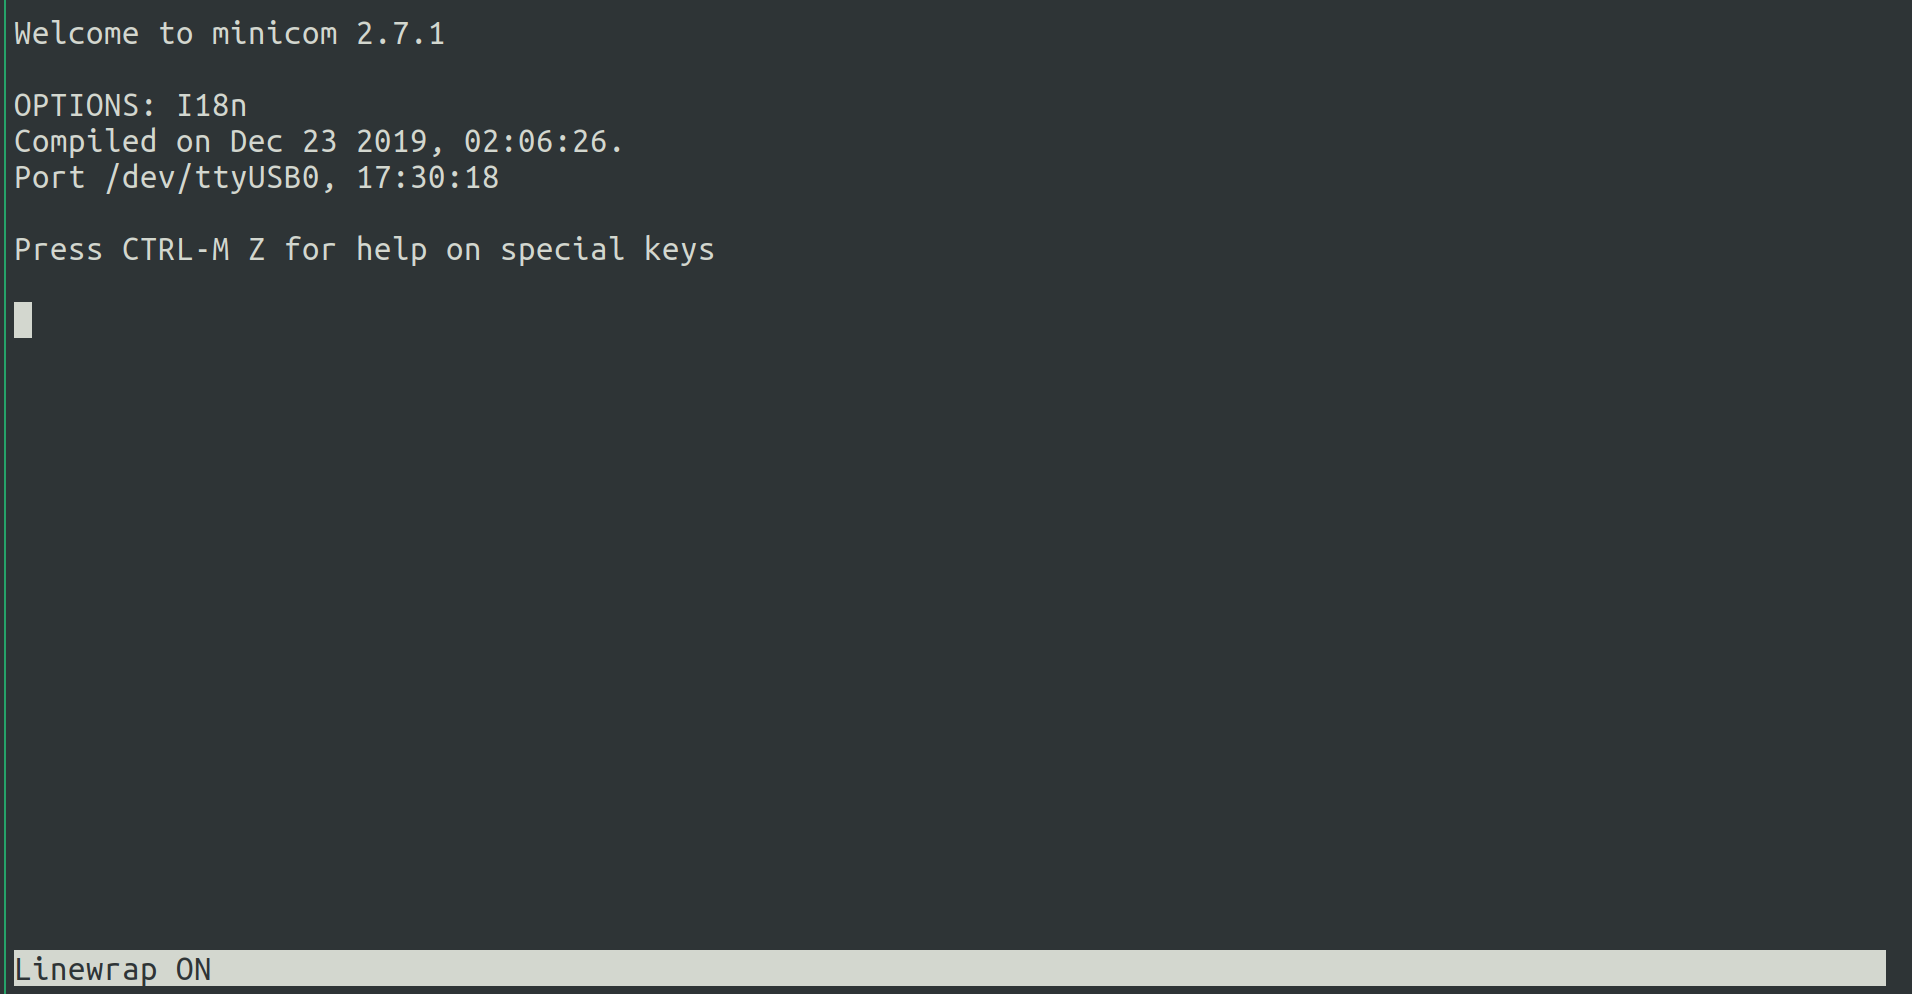 Welcome to minicom 2.7.1
OPTIONS: I18n
Compiled on Dec 23 2019, 02:06:26.
Port /dev/ttyUSB0, 17:30:18
Press CTRL-M Z for help on special keys
Linewrap ON